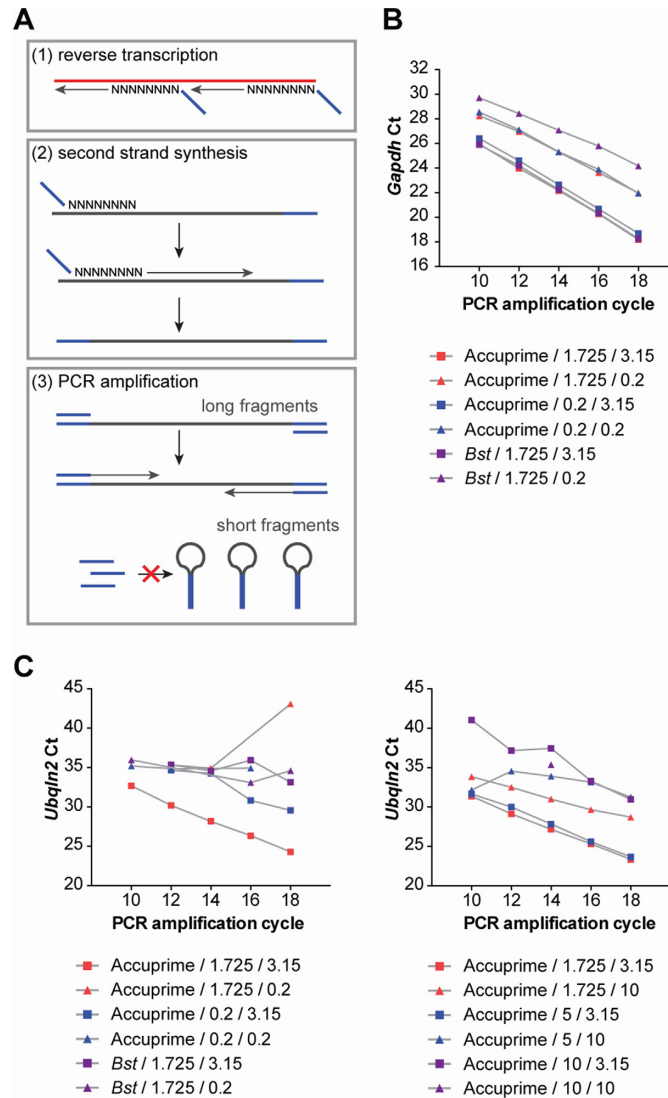 A
(1) reverse transcription
NNNNNNNN NNNNNNNN
(2) second strand synthesis
NNNNNNNN
NNNNNNNN
(3) PCR amplification
long fragments
short fragments
B
Gapdh Ct
32
30
28
26
24
22
20
18
16
10 12 14 16 18
PCR amplification cycle
Accuprime / 1.725 / 3.15
Accuprime / 1.725 / 0.2
Accuprime / 0.2 / 3.15
Accuprime / 0.2 / 0.2
Bst / 1.725 / 3.15
Bst / 1.725 / 0.2
C
Ubqln2 Ct
45
40
35
30
25
20
10 12 14 16 18
PCR amplification cycle
Accuprime / 1.725 / 3.15
Accuprime / 1.725 / 0.2
Accuprime / 0.2 / 3.15
Accuprime / 0.2 / 0.2
Bst / 1.725 / 3.15
Bst / 1.725 / 0.2
Ubqln2 Ct
45
40
35
30
25
20
10 12 14 16 18
PCR amplification cycle
Accuprime / 1.725 / 3.15
Accuprime / 1.725 / 10
Accuprime / 5 / 3.15
Accuprime / 5 / 10
Accuprime / 10 / 3.15
Accuprime / 10 / 10